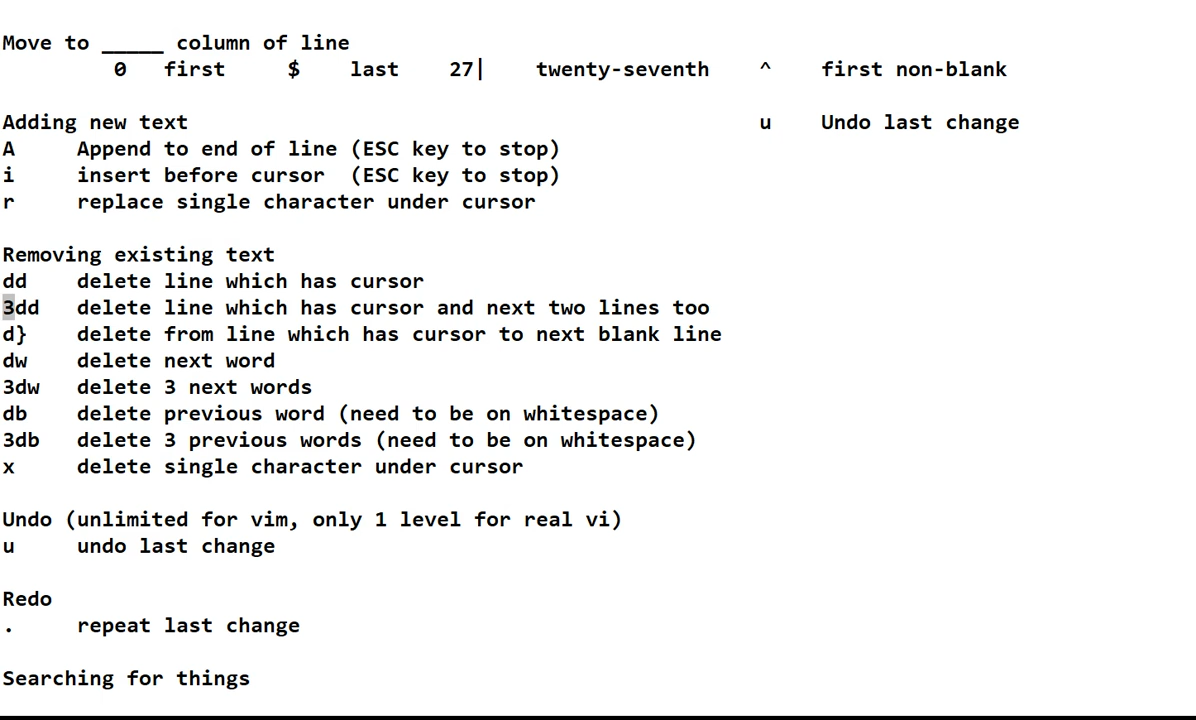 Move to _____ column of line
0 first $ last 27| twenty-seventh ^ first non-blank
Adding new text u Undo last change
A Append to end of line (ESC key to stop)
i insert before cursor (ESC key to stop)
r replace single character under cursor
Removing existing text
dd delete line which has cursor
3dd delete line which has cursor and next two lines too
d} delete from line which has cursor to next blank line
dw delete next word
3dw delete 3 next words
db delete previous word (need to be on whitespace)
3db delete 3 previous words (need to be on whitespace)
x delete single character under cursor
Undo (unlimited for vim, only 1 level for real vi)
u undo last change
Redo
. repeat last change
Searching for things